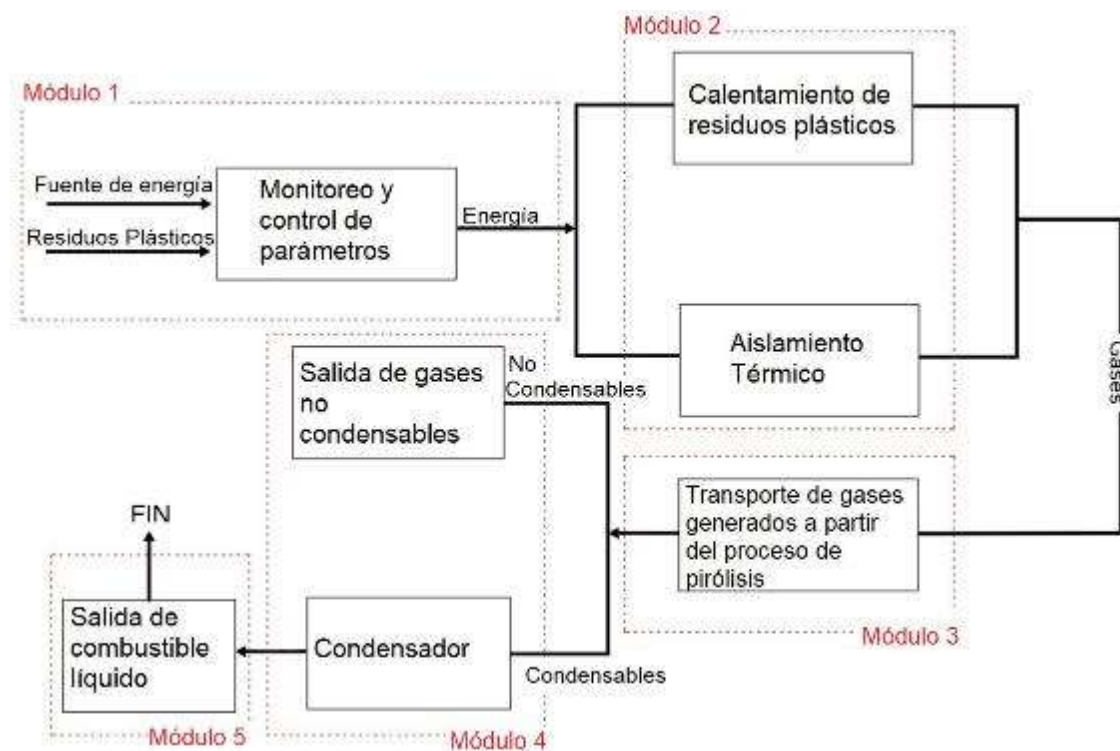 Módulo 1
Fuente de energía
Residuos Plásticos
Monitoreo y
control de
parámetros
Energía
Módulo 2
Calentamiento de
residuos plásticos
Aislamiento
Térmico
Gases
Transporte de gases
generados a partir
del proceso de
pirólisis
Módulo 3
No
Condensables
Salida de gases
no
condensables
Condensables
Condensador
Módulo 4
Salida de
combustible
líquido
Módulo 5
FIN